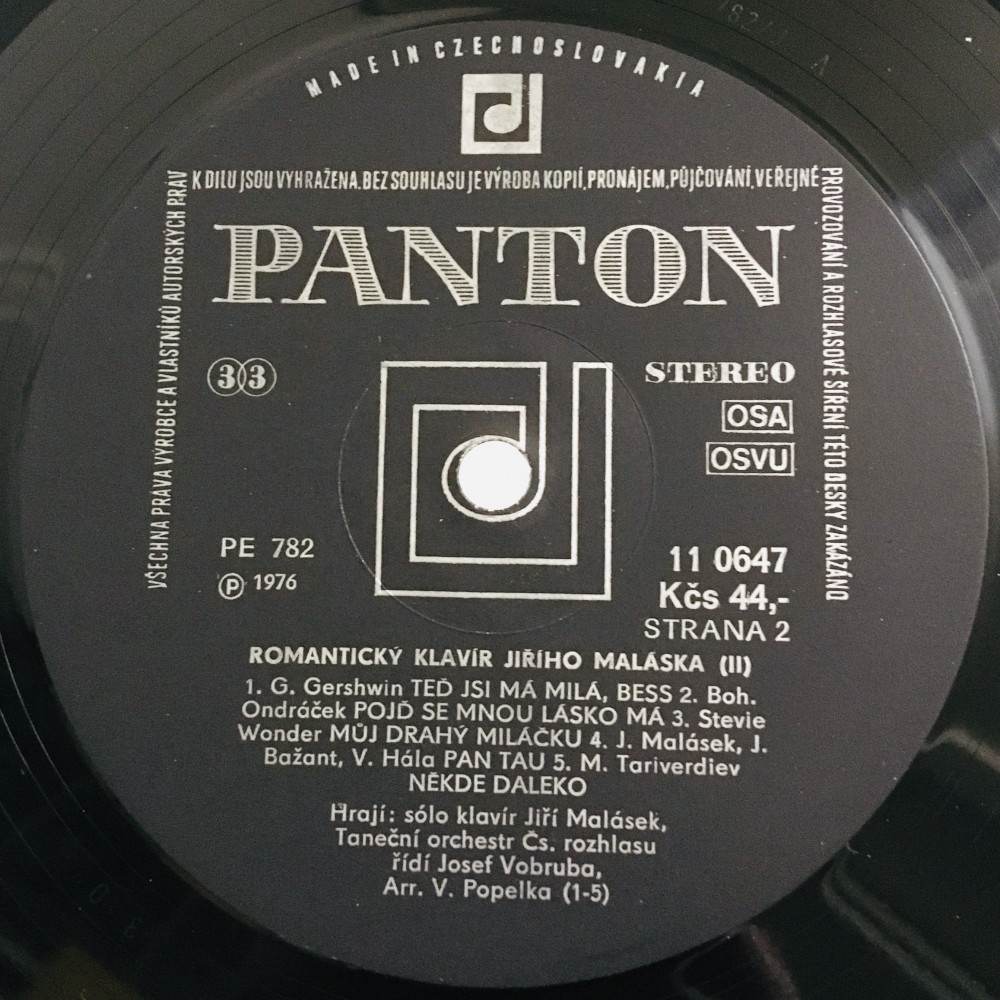 MADE IN CZECHOSLOVAKIA
VŠECHNA PRÁVA VÝROBCE A VLASTNÍKŮ AUTORSKÝCH PRÁV
K DILU JSOU VYHRAŽENA. BEZ SOUHLASU JE VÝROBA KOPIÍ, PRONÁJEM, PŮJČOVÁNÍ, VEŘEJNÉ
PROVOZOVÁNÍ A ROZHLASOVÉ ŠÍŘENÍ TÉTO DESKY ZAKÁZÁNO
PANTON
33
STEREO
OSA
OSVU
PE 782
Ⓟ 1976
11 0647
Kčs 44,-
STRANA 2
ROMANTICKÝ KLAVÍR JIŘÍHO MALÁSKA (II)
1. G. Gershwin TEĎ JSI MÁ MILÁ, BESS 2. Boh.
Ondráček POJĎ SE MNOU LÁSKO MÁ 3. Stevie
Wonder MŮJ DRAHÝ MILÁČKU 4. J. Malásek, J.
Bažant, V. Hála PAN TAU 5. M. Tariverdiev
NĚKDE DALEKO
Hrají: sólo klavír Jiří Malásek,
Taneční orchestr Čs. rozhlasu
řídí Josef Vobruba,
Arr. V. Popelka (1-5)